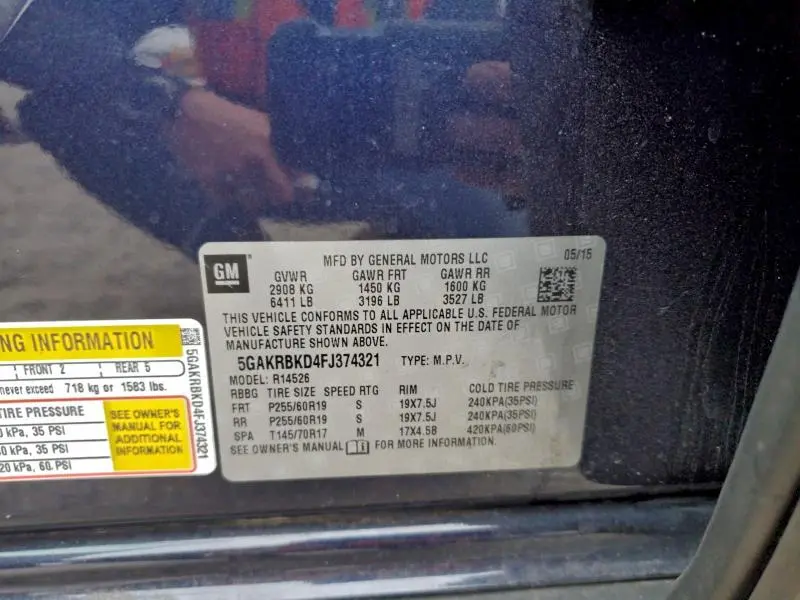 NG INFORMATION
FRONT 2 REAR 5
never exceed 718 kg or 1583 lbs.
TIRE PRESSURE
kPa, 35 PSI
0 kPa, 35 PSI
20 kPa, 60 PSI
SEE OWNER'S
MANUAL FOR
ADDITIONAL
INFORMATION
5GAKRBKD4FJ374321
GM
MFD BY GENERAL MOTORS LLC 05/15
GVWR GAWR FRT GAWR RR
2908 KG 1450 KG 1600 KG
6411 LB 3196 LB 3527 LB
THIS VEHICLE CONFORMS TO ALL APPLICABLE U.S. FEDERAL MOTOR
VEHICLE SAFETY STANDARDS IN EFFECT ON THE DATE OF
MANUFACTURE SHOWN ABOVE.
5GAKRBKD4FJ374321 TYPE: M.P.V.
MODEL: R14526
RBBG TIRE SIZE SPEED RTG RIM COLD TIRE PRESSURE
FRT P255/60R19 S 19X7.5J 240KPA(35PSI)
RR P255/60R19 S 19X7.5J 240KPA(35PSI)
SPA T145/70R17 M 17X4.5B 420KPA(60PSI)
SEE OWNER'S MANUAL FOR MORE INFORMATION.